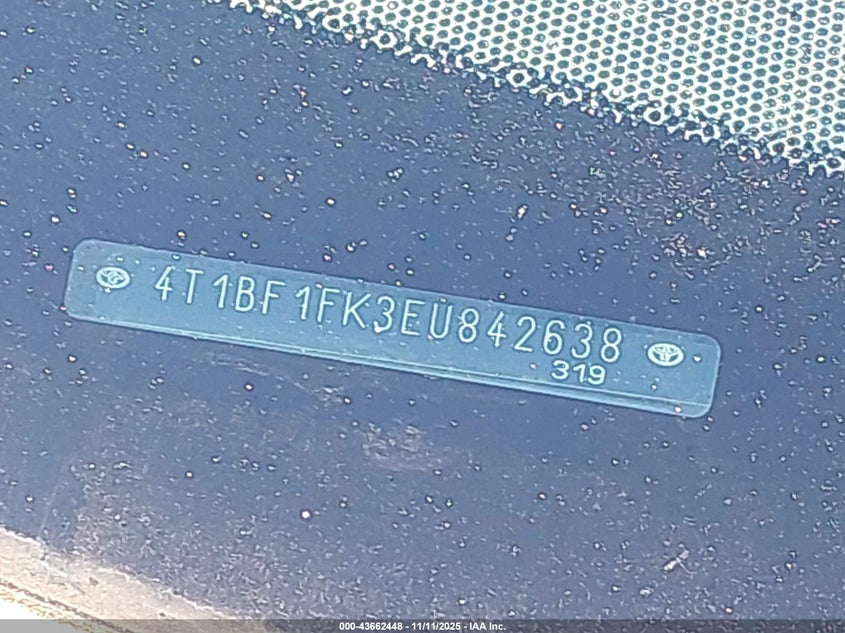 4T1BF1FK3EU842638
319
000-43662448 - 11/11/2025 - IAA Inc.